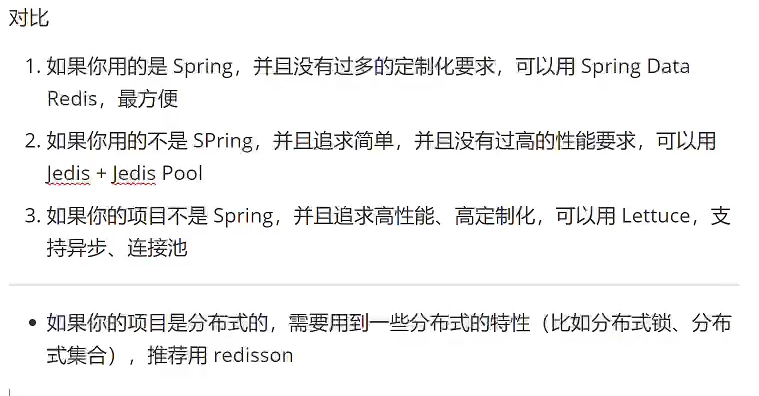 对比
1. 如果你用的是 Spring，并且没有过多的定制化要求，可以用 Spring Data
Redis，最方便
2. 如果你用的不是 SPring，并且追求简单，并且没有过高的性能要求，可以用
Jedis + Jedis Pool
3. 如果你的项目不是 Spring，并且追求高性能、高定制化，可以用 Lettuce，支
持异步、连接池
• 如果你的项目是分布式的，需要用到一些分布式的特性（比如分布式锁、分布
式集合），推荐用 redisson